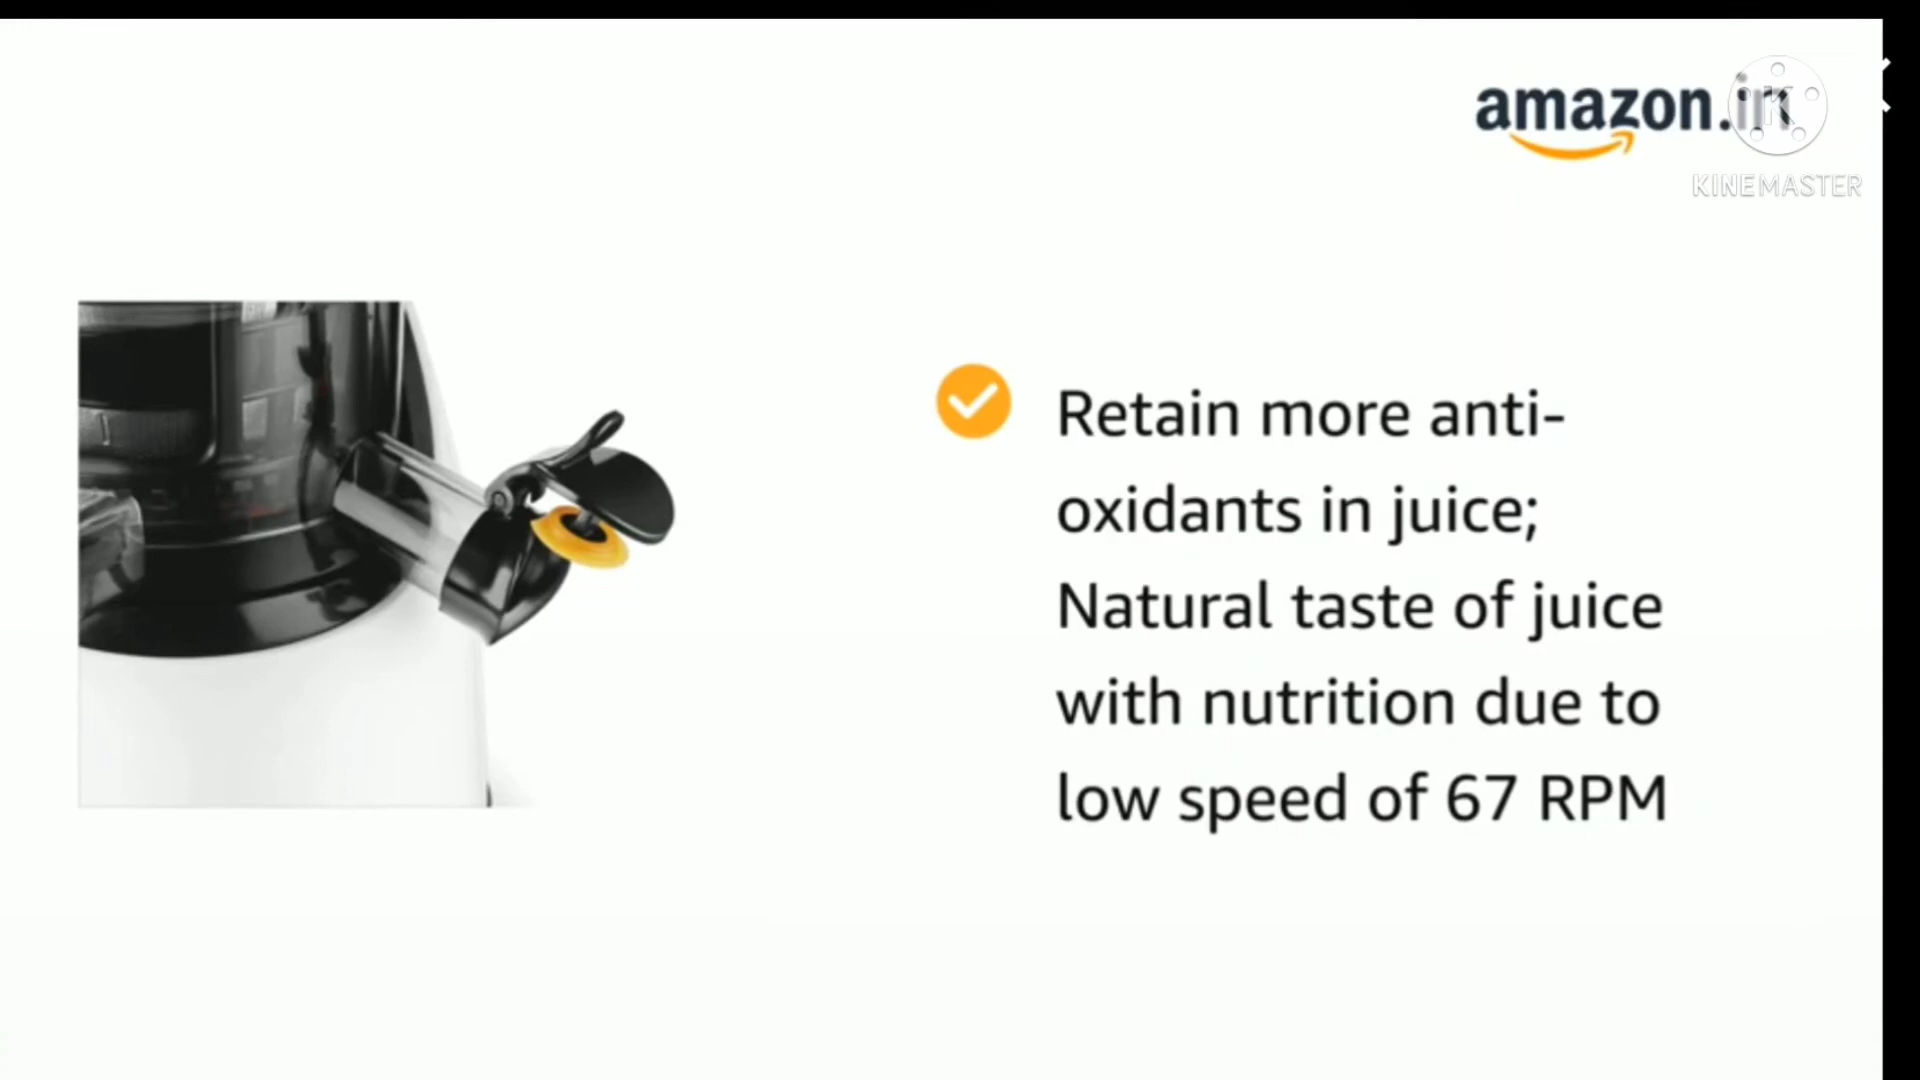 amazon.in
KINEMASTER
Retain more anti-
oxidants in juice;
Natural taste of juice
with nutrition due to
low speed of 67 RPM